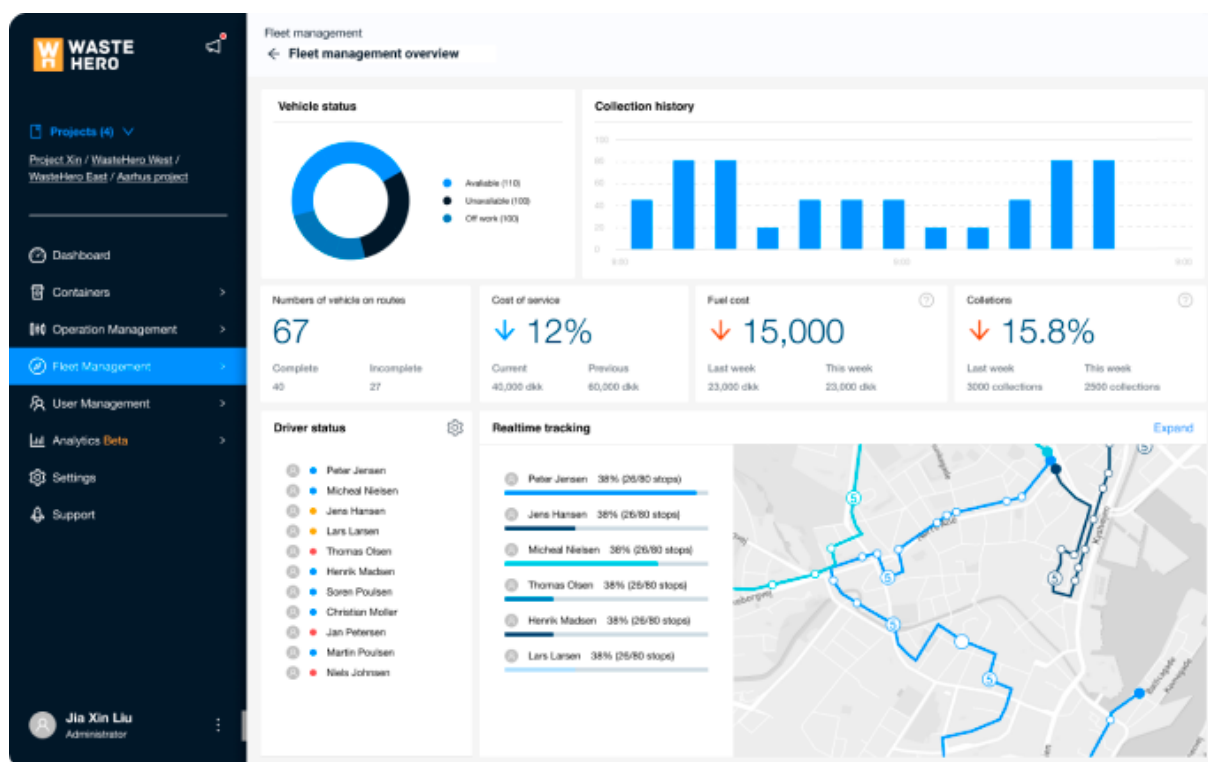 WASTE
HERO
Projects (4)
Project Xin / WasteHero West /
WasteHero East / Aarhus project
Dashboard
Containers
Operation Management
Fleet Management
User Management
Analytics Beta
Settings
Support
Jia Xin Liu
Administrator
Fleet management
Fleet management overview
Vehicle status
Available (110)
Unavailable (100)
Off work (100)
Collection history
100
80
60
40
20
0
8:00
9:00
Numbers of vehicle on routes
67
Complete Incomplete
40 27
Cost of service
12%
Current Previous
40,000 dkk 60,000 dkk
Fuel cost
?
15,000
Last week This week
23,000 dkk 23,000 dkk
Colletions
?
15.8%
Last week This week
3000 collections 2500 collections
Driver status
Peter Jensen
Micheal Nielsen
Jens Hansen
Lars Larsen
Thomas Olsen
Henrik Madsen
Soren Poulsen
Christian Moller
Jan Petersen
Martin Poulsen
Niels Johnsen
Realtime tracking
Expand
Peter Jensen 38% (26/80 stops)
Jens Hansen 38% (26/80 stops)
Micheal Nielsen 38% (26/80 stops)
Thomas Olsen 38% (26/80 stops)
Henrik Madsen 38% (26/80 stops)
Lars Larsen 38% (26/80 stops)
5
5
5
5
5
5